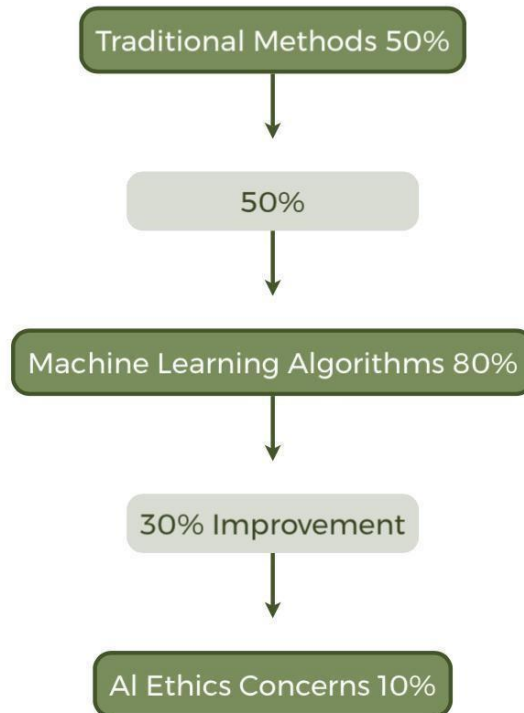 Traditional Methods 50%
50%
Machine Learning Algorithms 80%
30% Improvement
AI Ethics Concerns 10%